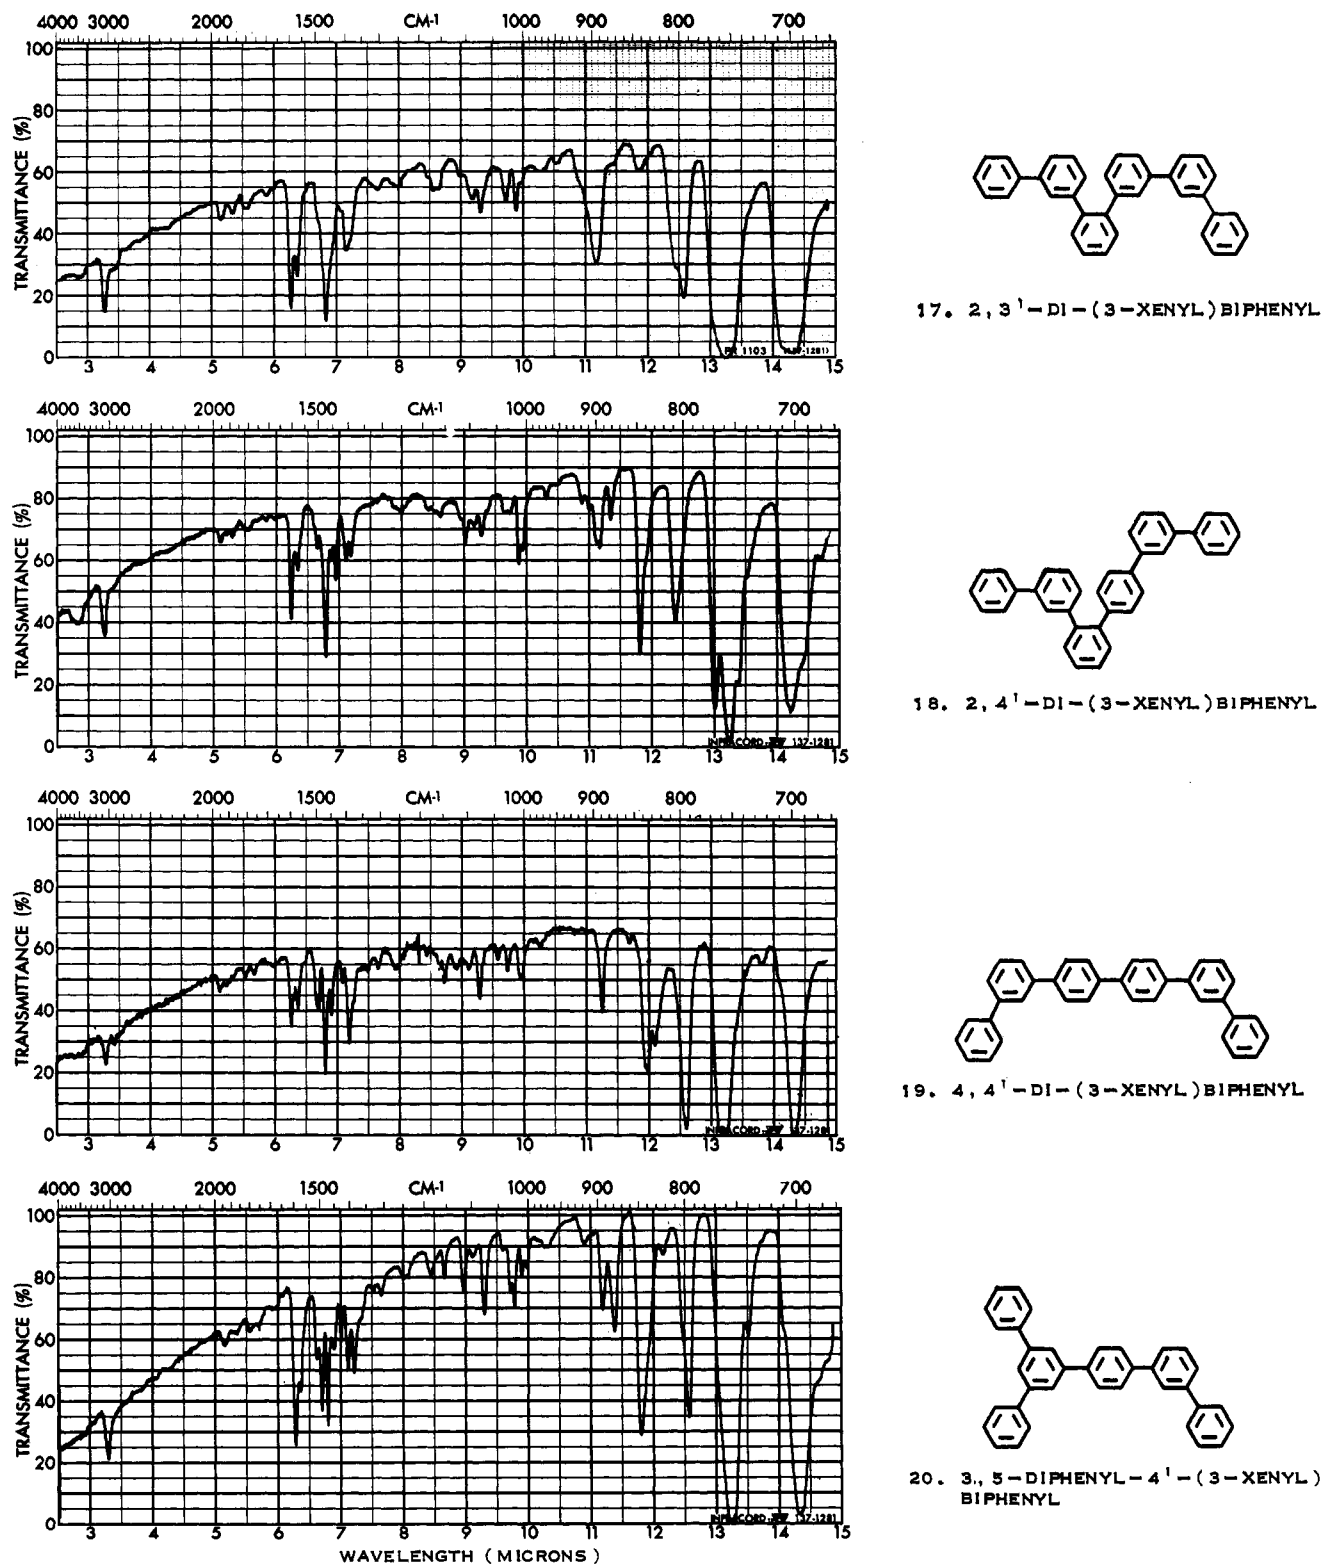 4000 3000 2000 1500 CM-1 1000 900 800 700
TRANSMITTANCE (%)
100
80
60
40
20
0
3 4 5 6 7 8 9 10 11 12 13 14 15
17. 2,3'-DI-(3-XENYL)BIPHENYL
4000 3000 2000 1500 CM-1 1000 900 800 700
TRANSMITTANCE (%)
100
80
60
40
20
0
137-1281
3 4 5 6 7 8 9 10 11 12 13 14 15
18. 2,4'-DI-(3-XENYL)BIPHENYL
4000 3000 2000 1500 CM-1 1000 900 800 700
TRANSMITTANCE (%)
100
80
60
40
20
0
3 4 5 6 7 8 9 10 11 12 13 14 15
19. 4,4'-DI-(3-XENYL)BIPHENYL
4000 3000 2000 1500 CM-1 1000 900 800 700
TRANSMITTANCE (%)
100
80
60
40
20
0
137-1281
3 4 5 6 7 8 9 10 11 12 13 14 15
WAVELENGTH (MICRONS)
20. 3,5-DIPHENYL-4'-(3-XENYL)
BIPHENYL